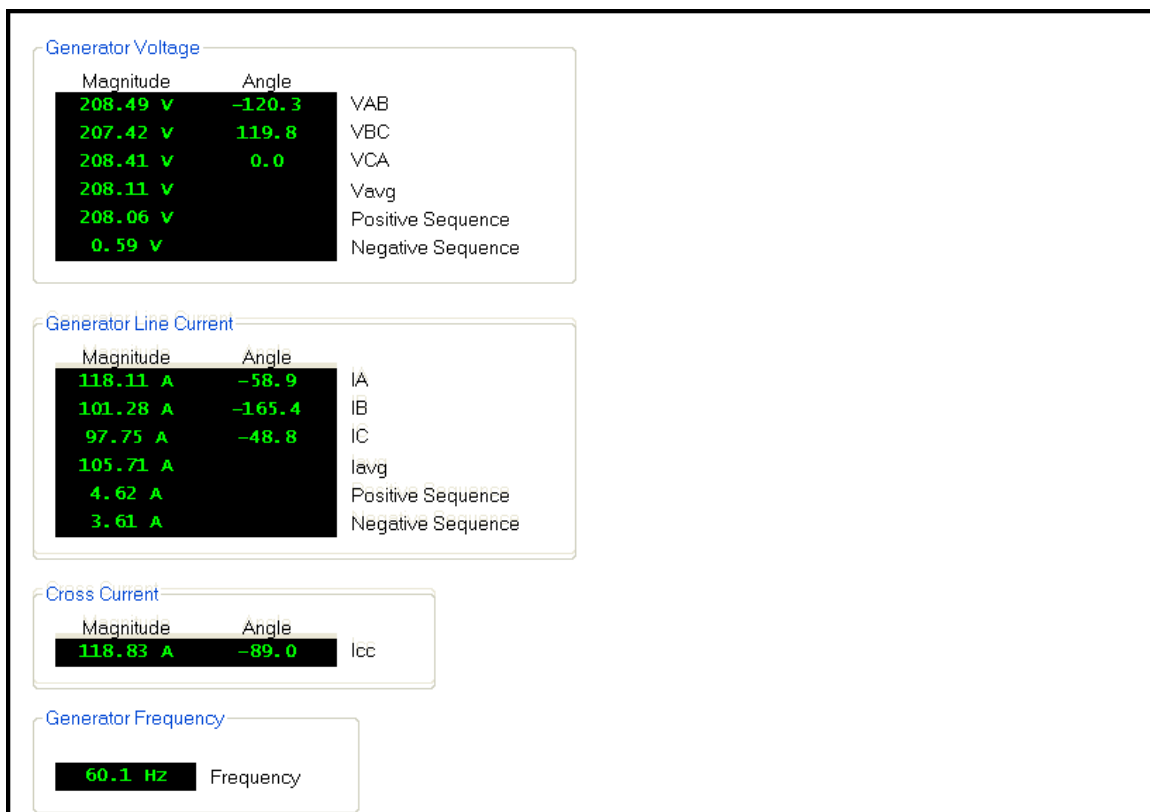 Generator Voltage
Magnitude Angle
208.49 V -120.3 VAB
207.42 V 119.8 VBC
208.41 V 0.0 VCA
208.11 V Vavg
208.06 V Positive Sequence
0.59 V Negative Sequence
Generator Line Current
Magnitude Angle
118.11 A -58.9 IA
101.28 A -165.4 IB
97.75 A -48.8 IC
105.71 A Iavg
4.62 A Positive Sequence
3.61 A Negative Sequence
Cross Current
Magnitude Angle
118.83 A -89.0 Icc
Generator Frequency
60.1 Hz Frequency